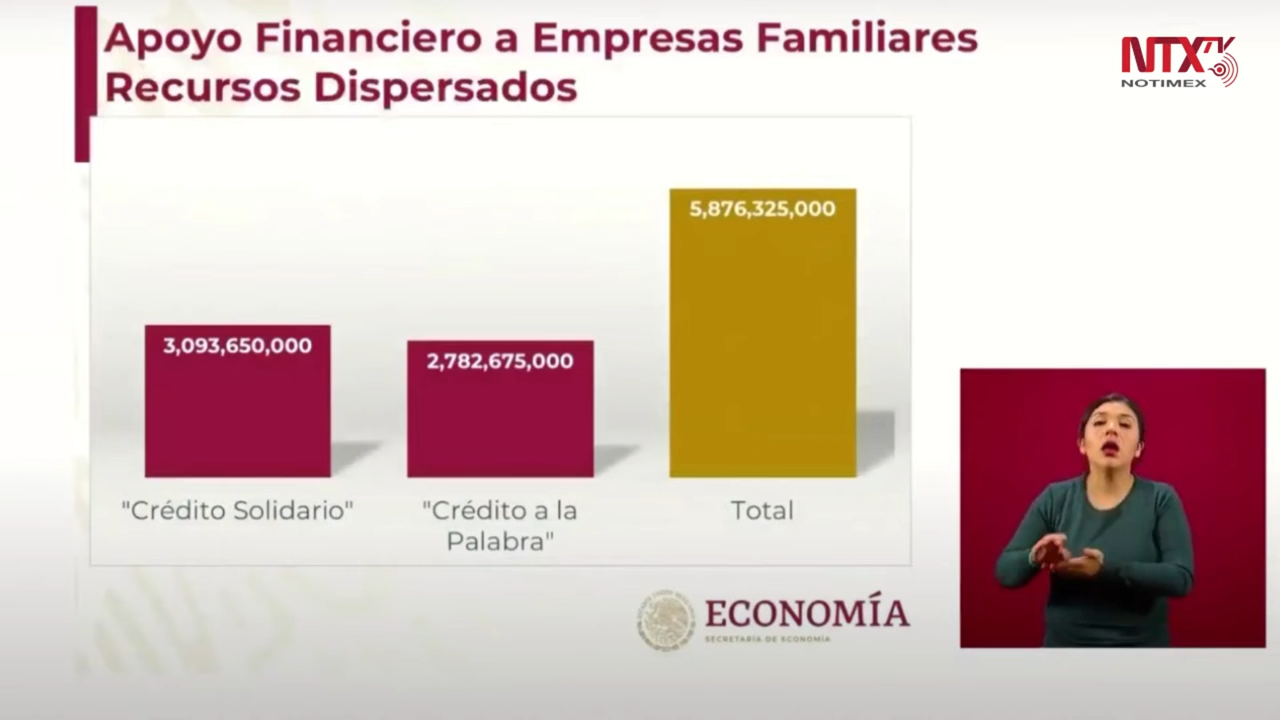 Apoyo Financiero a Empresas Familiares
Recursos Dispersados
NTXTV
NOTIMEX
5,876,325,000
3,093,650,000
2,782,675,000
"Crédito Solidario"
"Crédito a la
Palabra"
Total
ECONOMÍA
SECRETARÍA DE ECONOMÍA